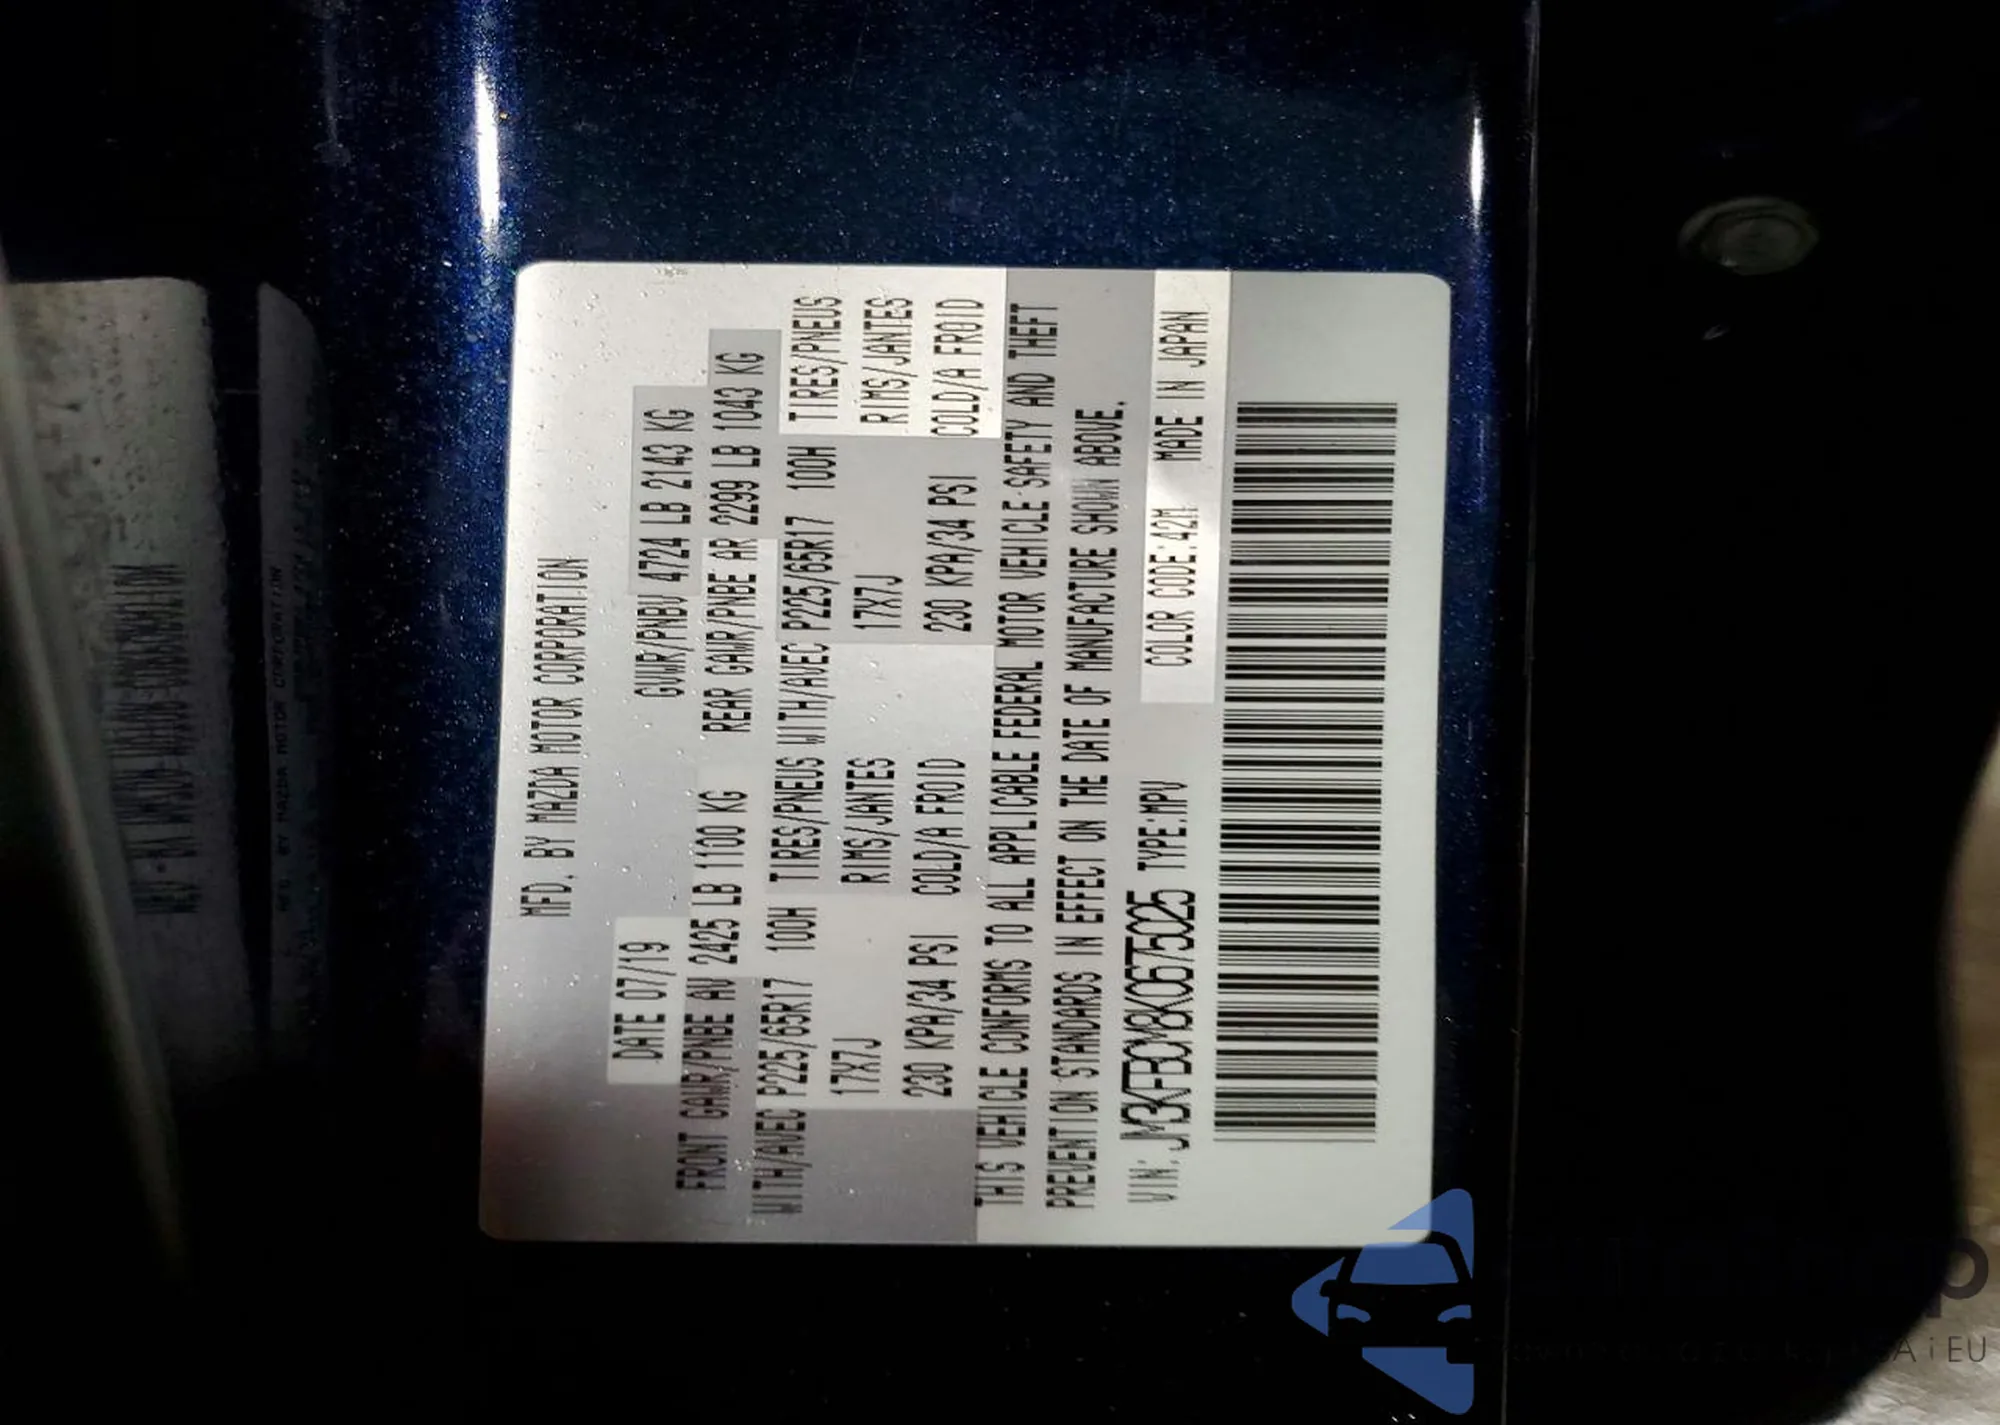 MFD. BY MAZDA MOTOR CORPORATION
DATE 07/19 GVWR/PNBV 4724 LB 2143 KG
FRONT GAWR/PNBE AV 2425 LB 1100 KG REAR GAWR/PNBE AR 2299 LB 1043 KG
WITH/AVEC P225/65R17 100H TIRES/PNEUS WITH/AVEC P225/65R17 100H TIRES/PNEUS
17X7J RIMS/JANTES 17X7J RIMS/JANTES
230 KPA/34 PSI COLD/A FROID 230 KPA/34 PSI COLD/A FROID
THIS VEHICLE CONFORMS TO ALL APPLICABLE FEDERAL MOTOR VEHICLE SAFETY AND THEFT
PREVENTION STANDARDS IN EFFECT ON THE DATE OF MANUFACTURE SHOWN ABOVE.
VIN: JM3KFBCM8K0675025 TYPE:MPV COLOR CODE:42M MADE IN JAPAN
i EU